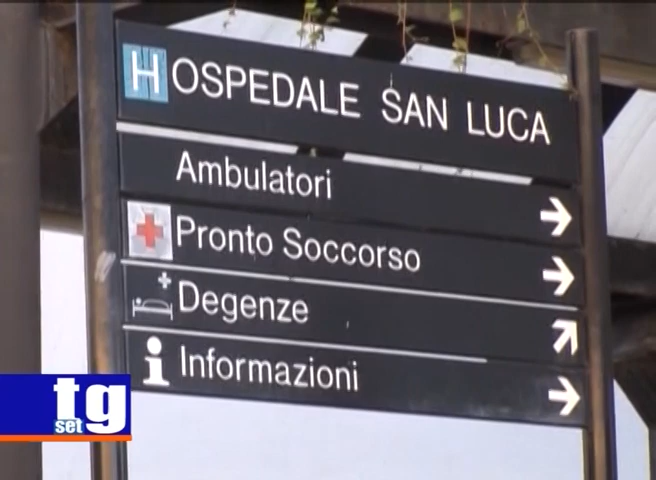 HOSPEDALE SAN LUCA
Ambulatori
Pronto Soccorso
Degenze
i Informazioni
tg
set